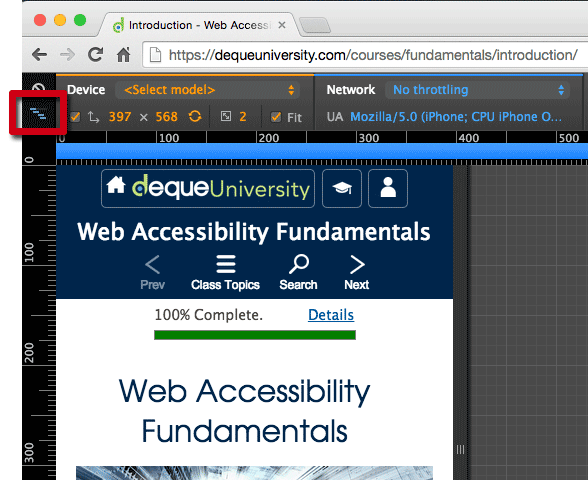 Introduction - Web Accessi
https://dequeuniversity.com/courses/fundamentals/introduction/
Device <Select model> Network No throttling
397 × 568 2 Fit UA Mozilla/5.0 (iPhone; CPU iPhone O...
0 100 200 300 400 500
0
100
200
300
dequeUniversity
Web Accessibility Fundamentals
Prev Class Topics Search Next
100% Complete. Details
Web Accessibility
Fundamentals